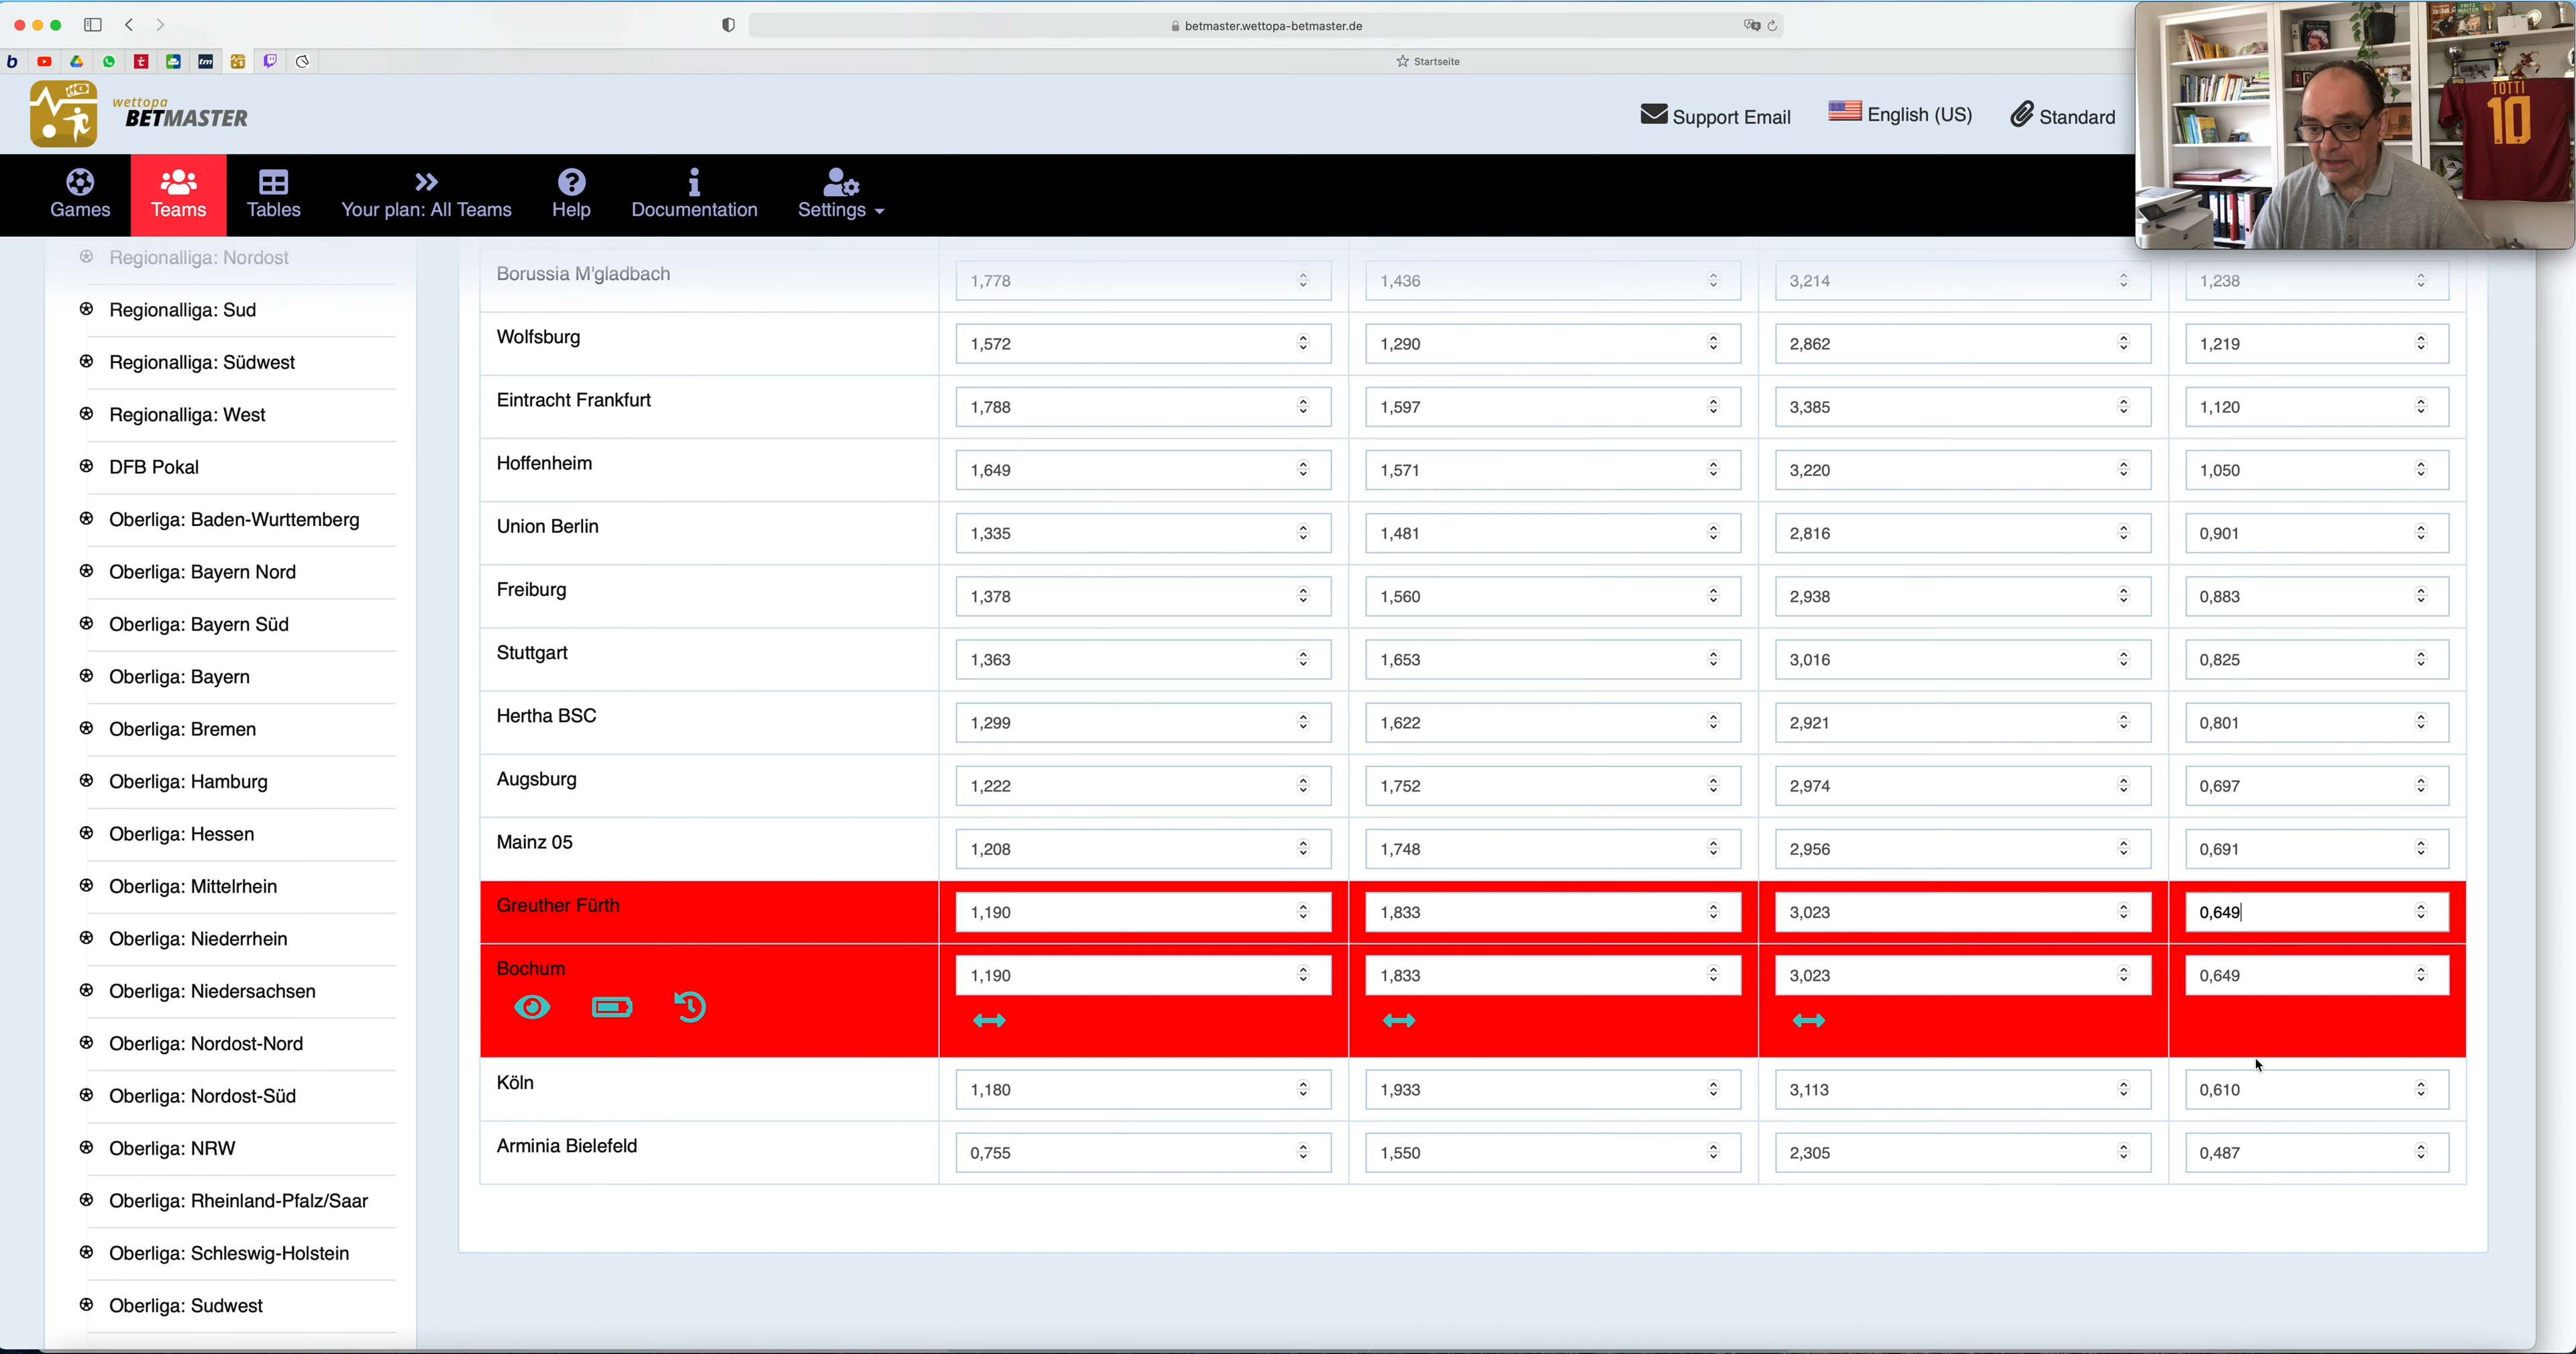 betmaster.wettopa-betmaster.de
b
tm
Startseite
wettopa
BETMASTER
Support Email
English (US)
Standard
Games
Teams
Tables
Your plan: All Teams
Help
Documentation
Settings
TOTTI
10
Regionalliga: Nordost
Regionalliga: Sud
Regionalliga: Südwest
Regionalliga: West
DFB Pokal
Oberliga: Baden-Wurttemberg
Oberliga: Bayern Nord
Oberliga: Bayern Süd
Oberliga: Bayern
Oberliga: Bremen
Oberliga: Hamburg
Oberliga: Hessen
Oberliga: Mittelrhein
Oberliga: Niederrhein
Oberliga: Niedersachsen
Oberliga: Nordost-Nord
Oberliga: Nordost-Süd
Oberliga: NRW
Oberliga: Rheinland-Pfalz/Saar
Oberliga: Schleswig-Holstein
Oberliga: Sudwest
Borussia M'gladbach 1,778 1,436 3,214 1,238
Wolfsburg 1,572 1,290 2,862 1,219
Eintracht Frankfurt 1,788 1,597 3,385 1,120
Hoffenheim 1,649 1,571 3,220 1,050
Union Berlin 1,335 1,481 2,816 0,901
Freiburg 1,378 1,560 2,938 0,883
Stuttgart 1,363 1,653 3,016 0,825
Hertha BSC 1,299 1,622 2,921 0,801
Augsburg 1,222 1,752 2,974 0,697
Mainz 05 1,208 1,748 2,956 0,691
Greuther Fürth 1,190 1,833 3,023 0,649
Bochum 1,190 1,833 3,023 0,649
Köln 1,180 1,933 3,113 0,610
Arminia Bielefeld 0,755 1,550 2,305 0,487